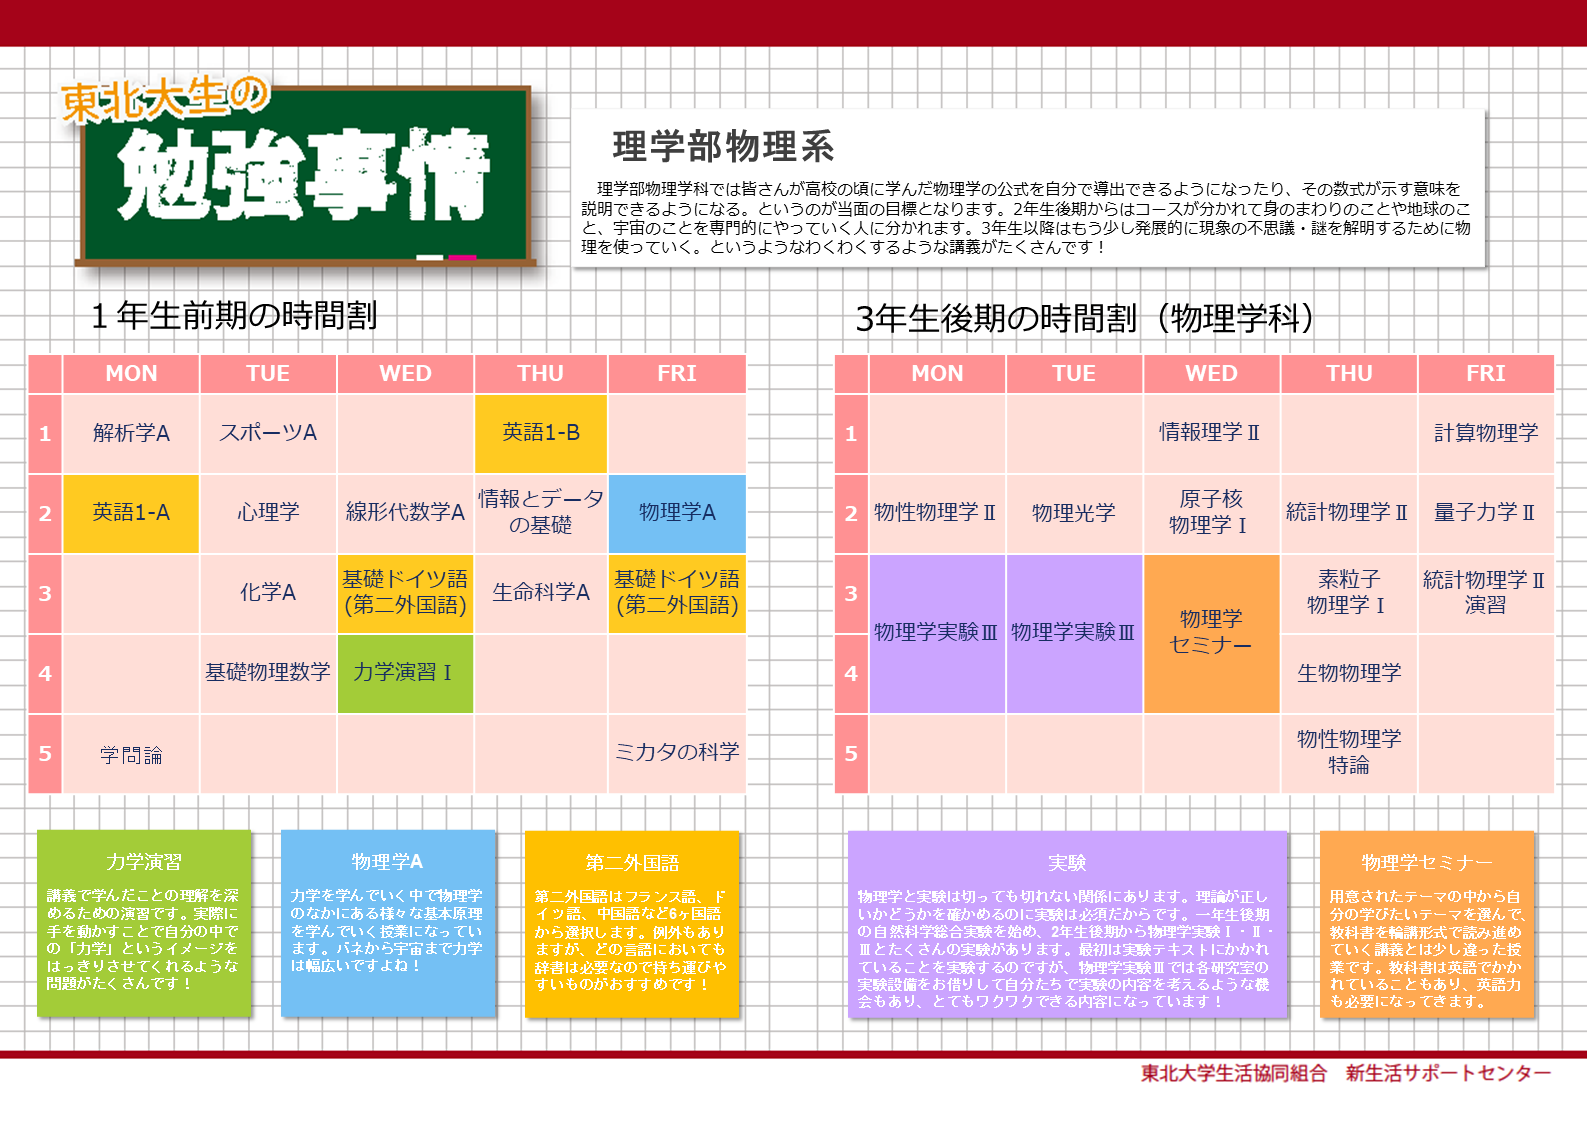 東北大生の
勉強事情
理学部物理系
理学部物理学科では皆さんが高校の頃に学んだ物理学の公式を自分で導出できるようになったり、その数式が示す意味を
説明できるようになる。というのが当面の目標となります。2年生後期からはコースが分かれて身のまわりのことや地球のこ
と、宇宙のことを専門的にやっていく人に分かれます。3年生以降はもう少し発展的に現象の不思議・謎を解明するために物
理を使っていく。というようなわくわくするような講義がたくさんです！
１年生前期の時間割
MON TUE WED THU FRI
1 解析学A スポーツA 英語1-B
2 英語1-A 心理学 線形代数学A 情報とデータ 物理学A
の基礎
3 化学A 基礎ドイツ語 生命科学A 基礎ドイツ語
(第二外国語) (第二外国語)
4 基礎物理数学 力学演習Ⅰ
5 学問論 ミカタの科学
3年生後期の時間割（物理学科）
MON TUE WED THU FRI
1 情報理学Ⅱ 計算物理学
2 物性物理学Ⅱ 物理光学 原子核 統計物理学Ⅱ 量子力学Ⅱ
物理学Ⅰ
3 素粒子 統計物理学Ⅱ
物理学Ⅰ 演習
物理学実験Ⅲ 物理学実験Ⅲ 物理学
セミナー
4 生物物理学
5 物性物理学
特論
力学演習
講義で学んだことの理解を深
めるための演習です。実際に
手を動かすことで自分の中で
の「力学」というイメージを
はっきりさせてくれるような
問題がたくさんです！
物理学A
力学を学んでいく中で物理学
のなかにある様々な基本原理
を学んでいく授業になってい
ます。バネから宇宙まで力学
は幅広いですよね！
第二外国語
第二外国語はフランス語、ド
イツ語、中国語など6ヶ国語
から選択します。例外もあり
ますが、どの言語においても
辞書は必要なので持ち運びや
すいものがおすすめです！
実験
物理学と実験は切っても切れない関係にあります。理論が正し
いかどうかを確かめるのに実験は必須だからです。一年生後期
の自然科学総合実験を始め、2年生後期から物理学実験Ⅰ・Ⅱ・
Ⅲとたくさんの実験があります。最初は実験テキストにかかれ
ていることを実験するのですが、物理学実験Ⅲでは各研究室の
実験設備をお借りして自分たちで実験の内容を考えるような機
会もあり、とてもワクワクできる内容になっています！
物理学セミナー
用意されたテーマの中から自
分の学びたいテーマを選んで、
教科書を輪講形式で読み進め
ていく講義とは少し違った授
業です。教科書は英語でかか
れていることもあり、英語力
も必要になってきます。
東北大学生活協同組合　新生活サポートセンター